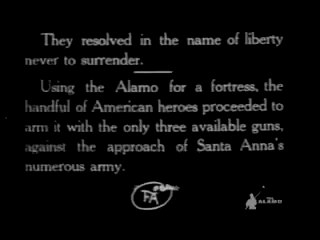 They resolved in the name of liberty
never to surrender.
Using the Alamo for a fortress, the
handful of American heroes proceeded to
arm it with the only three available guns,
against the approach of Santa Anna's
numerous army.
FA